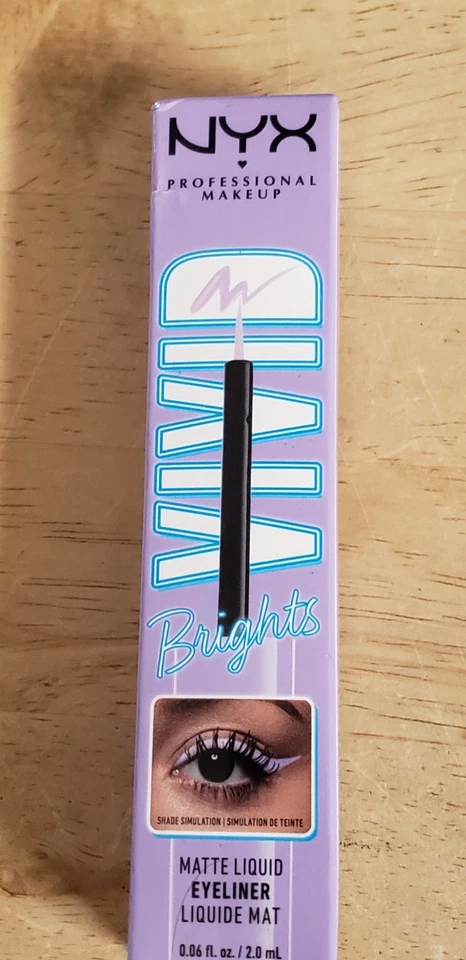 NYX
PROFESSIONAL
MAKEUP
VIVID
Brights
SHADE SIMULATION | SIMULATION DE TEINTE
MATTE LIQUID
EYELINER
LIQUIDE MAT
0.06 fl. oz. / 2.0 mL